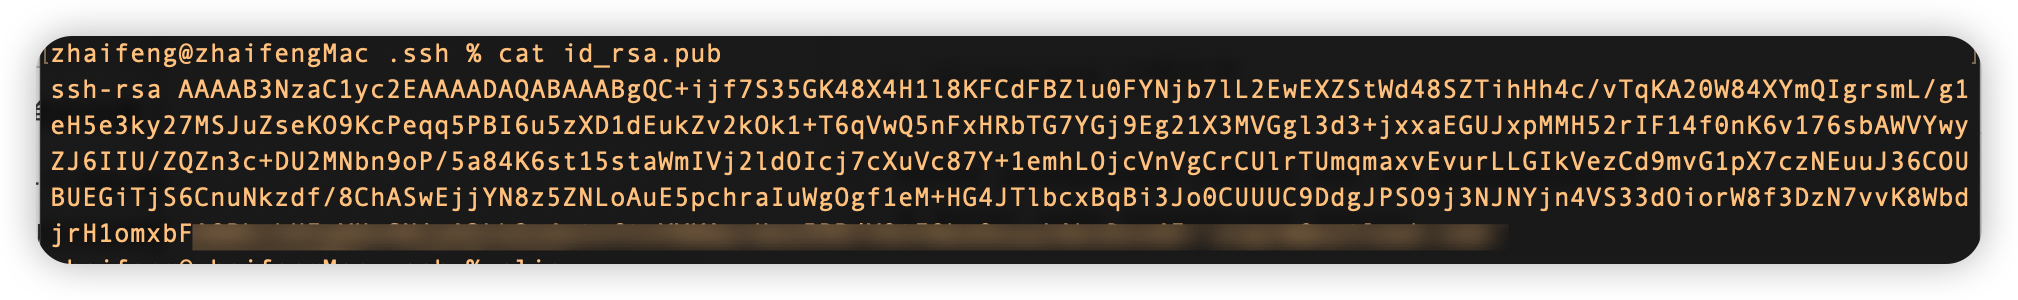 zhaifeng@zhaifengMac .ssh % cat id_rsa.pub
ssh-rsa AAAAB3NzaC1yc2EAAAADAQABAAABgQC+ijf7S35GK48X4H1l8KFCdFBZlu0FYNjb7lL2EwEXZStWd48SZTihHh4c/vTqKA20W84XYmQIgrsmL/g1
eH5e3ky27MSJuZseKO9KcPeqq5PBI6u5zXD1dEukZv2kOk1+T6qVwQ5nFxHRbTG7YGj9Eg21X3MVGgl3d3+jxxaEGUJxpMMH52rIF14f0nK6v176sbAWVYwy
ZJ6IIU/ZQZn3c+DU2MNbn9oP/5a84K6st15staWmIVj2ldOIcj7cXuVc87Y+1emhLOjcVnVgCrCUlrTUmqmaxvEvurLLGIkVezCd9mvG1pX7czNEuuJ36COU
BUEGiTjS6CnuNkzdf/8ChASwEjjYN8z5ZNLoAuE5pchraIuWgOgf1eM+HG4JTlbcxBqBi3Jo0CUUUC9DdgJPSO9j3NJNYjn4VS33dOiorW8f3DzN7vvK8Wbd
jrH1omxbF